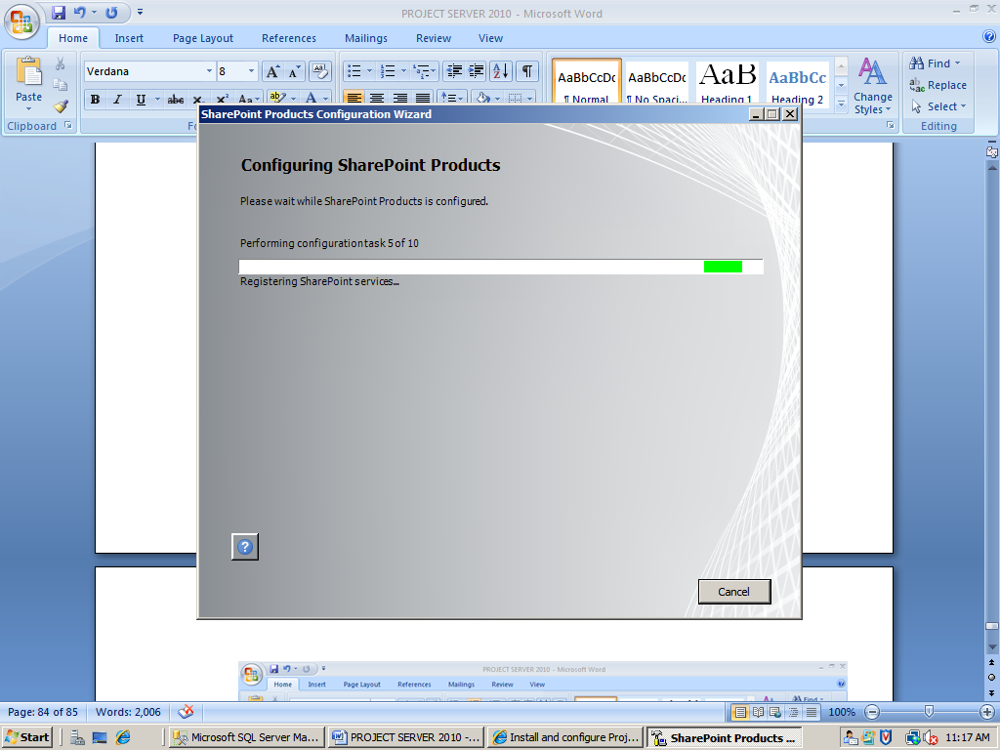 PROJECT SERVER 2010 - Microsoft Word
Home Insert Page Layout References Mailings Review View
Paste
Clipboard
Verdana 8
B I U abc x₂ x² Aa
AaBbCcDc AaBbCcDc AaB AaBbCc
¶ Normal ¶ No Spaci... Heading 1 Heading 2
Change Styles
Find
Replace
Select
Editing
SharePoint Products Configuration Wizard
Configuring SharePoint Products
Please wait while SharePoint Products is configured.
Performing configuration task 5 of 10
Registering SharePoint services...
Cancel
PROJECT SERVER 2010 - Microsoft Word
Home Insert Page Layout References Mailings Review View
Find
Page: 84 of 85 Words: 2,006 100%
Start Microsoft SQL Server Ma... PROJECT SERVER 2010 -... Install and configure Proj... SharePoint Products ... 11:17 AM